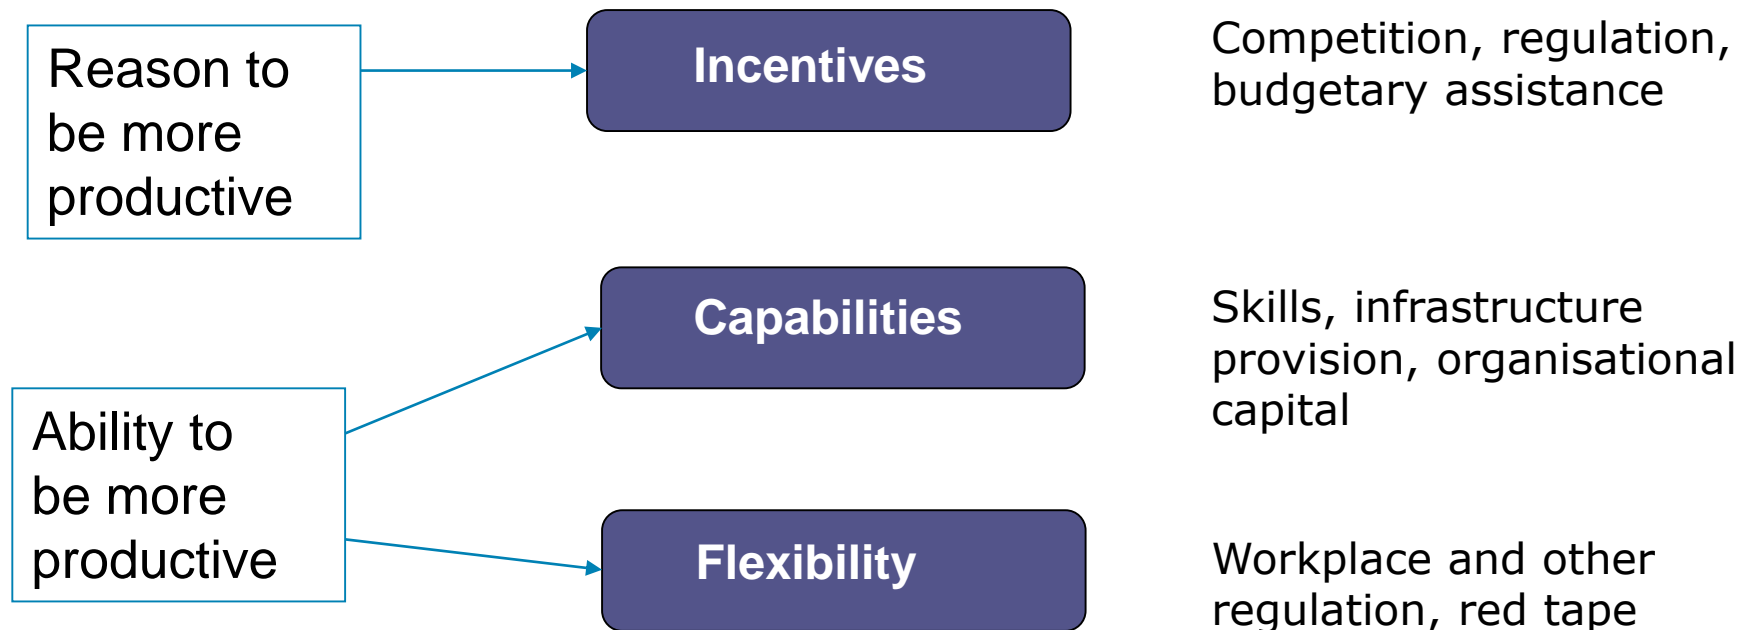 Reason to
be more
productive
Incentives
Competition, regulation,
budgetary assistance
Ability to
be more
productive
Capabilities
Skills, infrastructure
provision, organisational
capital
Flexibility
Workplace and other
regulation, red tape